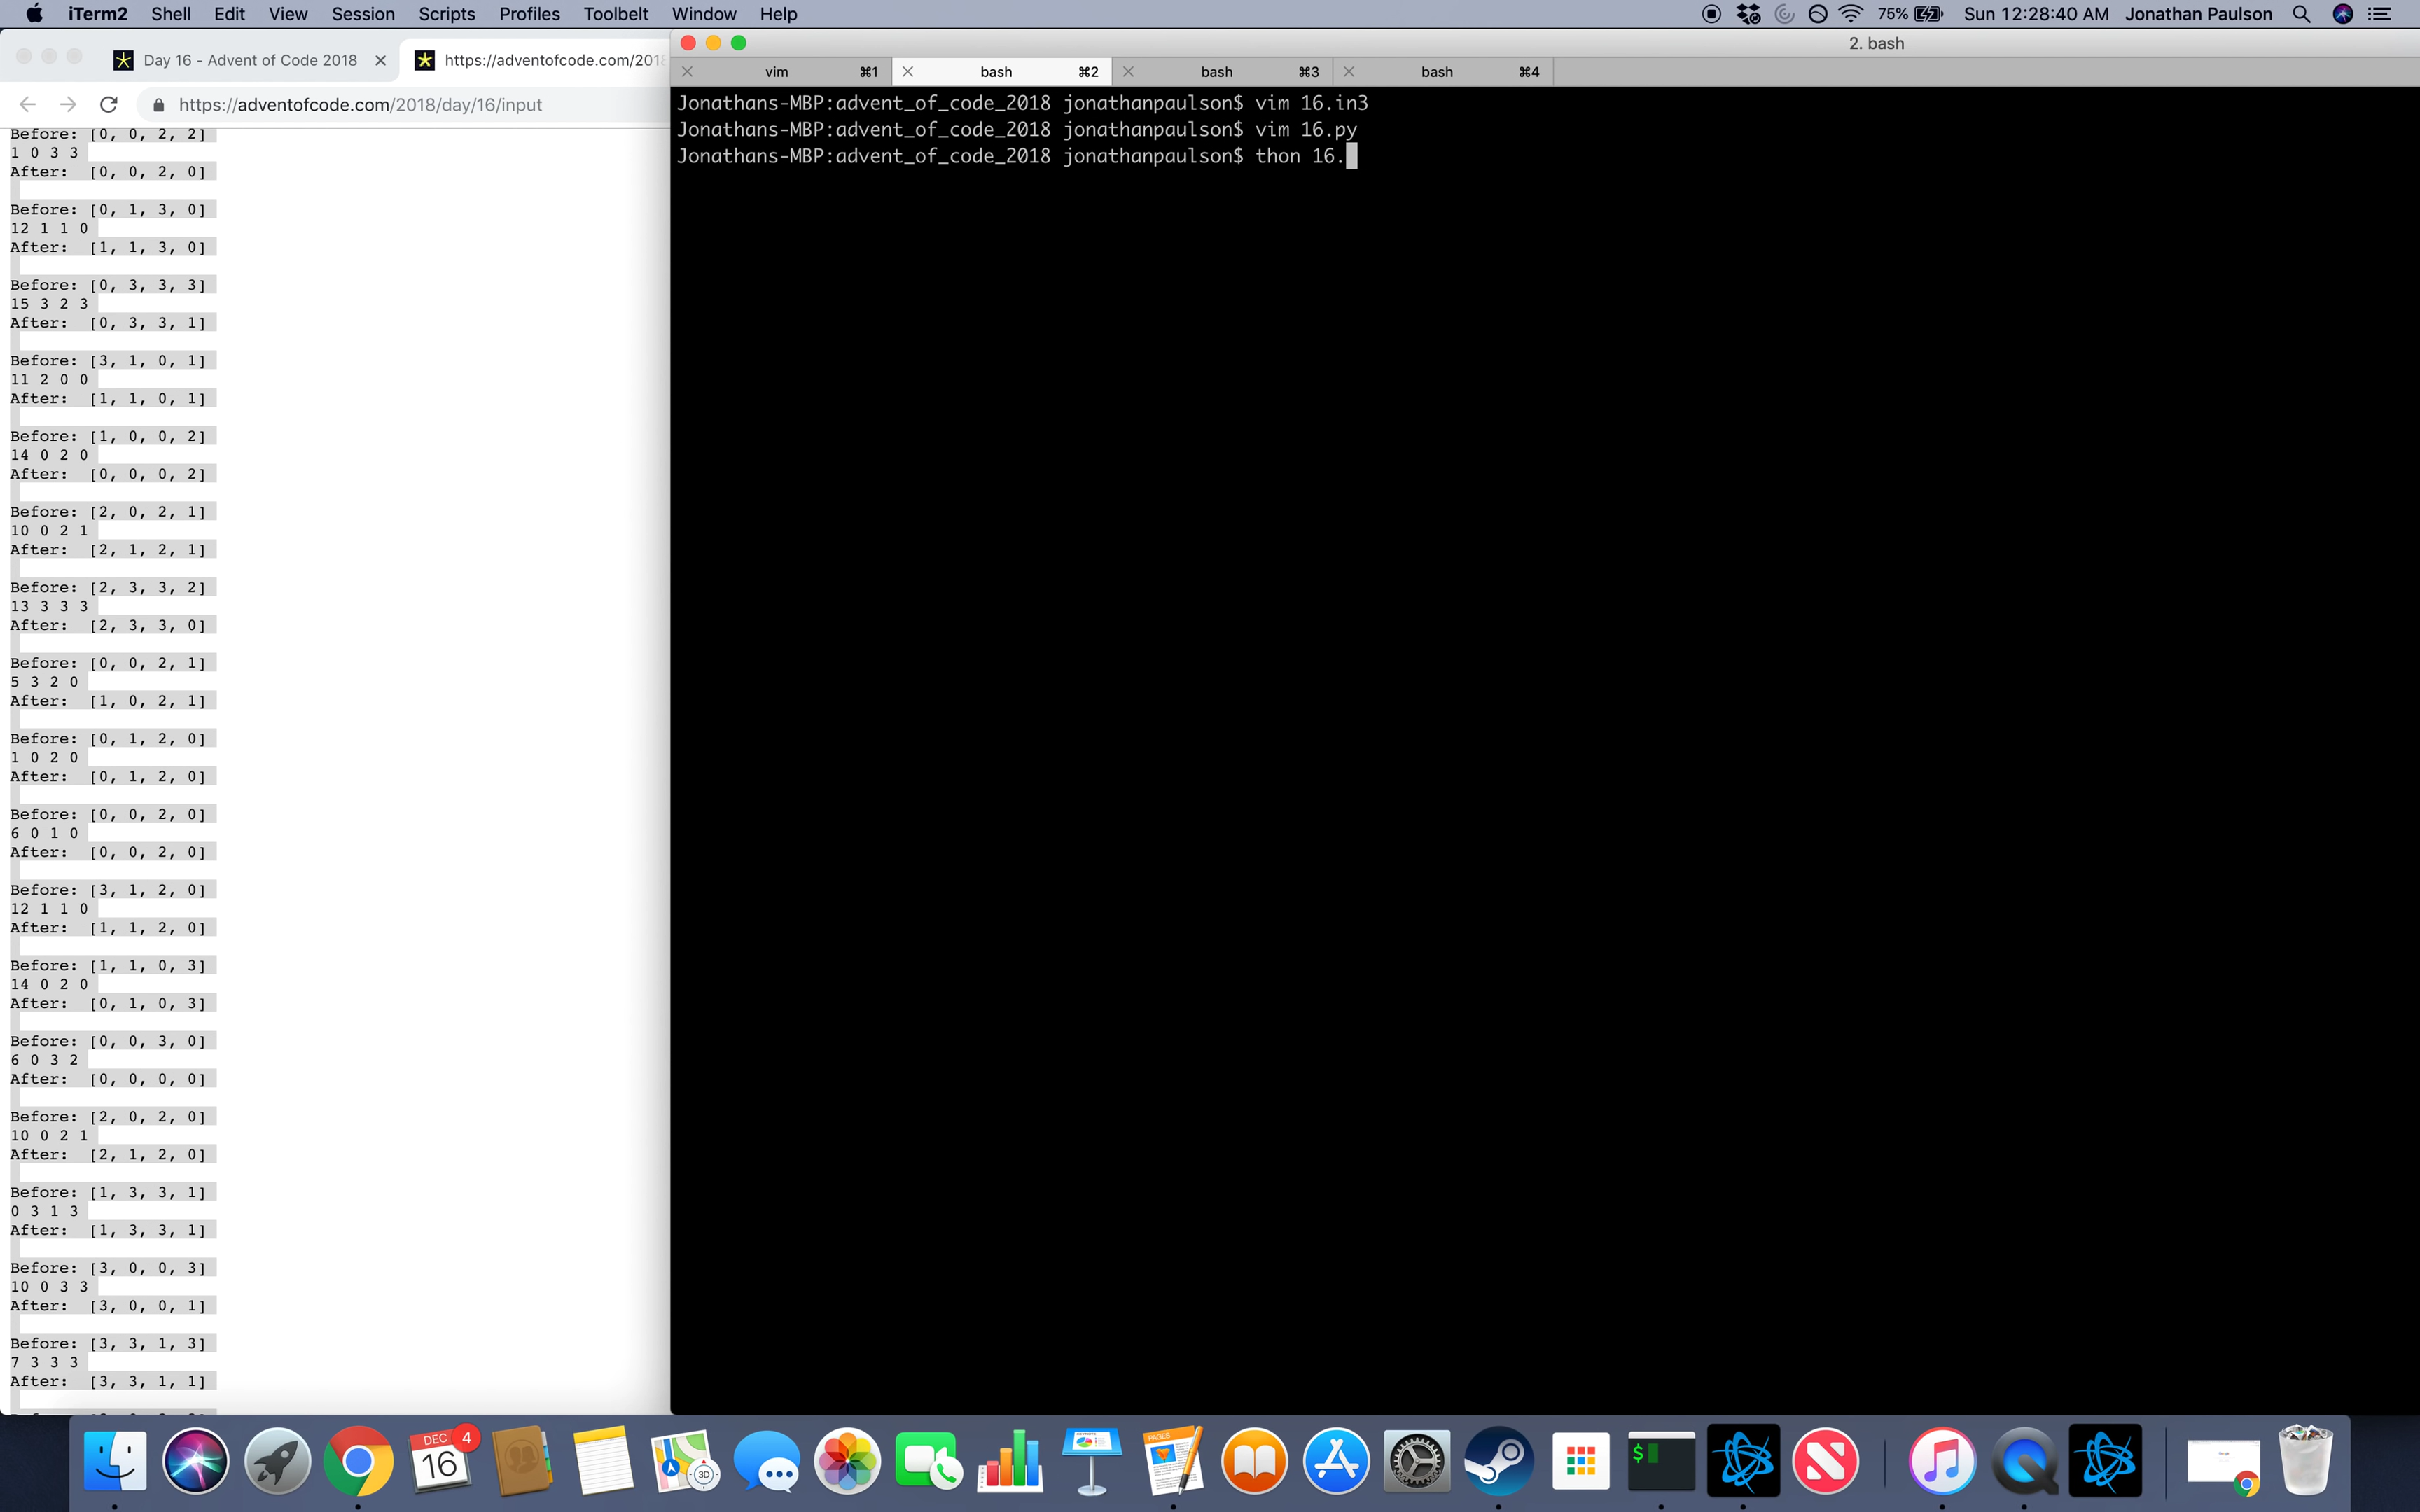 iTerm2 Shell Edit View Session Scripts Profiles Toolbelt Window Help 75% Sun 12:28:40 AM Jonathan Paulson
Day 16 - Advent of Code 2018 https://adventofcode.com/2018
https://adventofcode.com/2018/day/16/input
Before: [0, 0, 2, 2]
1 0 3 3
After:  [0, 0, 2, 0]
Before: [0, 1, 3, 0]
12 1 1 0
After:  [1, 1, 3, 0]
Before: [0, 3, 3, 3]
15 3 2 3
After:  [0, 3, 3, 1]
Before: [3, 1, 0, 1]
11 2 0 0
After:  [1, 1, 0, 1]
Before: [1, 0, 0, 2]
14 0 2 0
After:  [0, 0, 0, 2]
Before: [2, 0, 2, 1]
10 0 2 1
After:  [2, 1, 2, 1]
Before: [2, 3, 3, 2]
13 3 3 3
After:  [2, 3, 3, 0]
Before: [0, 0, 2, 1]
5 3 2 0
After:  [1, 0, 2, 1]
Before: [0, 1, 2, 0]
1 0 2 0
After:  [0, 1, 2, 0]
Before: [0, 0, 2, 0]
6 0 1 0
After:  [0, 0, 2, 0]
Before: [3, 1, 2, 0]
12 1 1 0
After:  [1, 1, 2, 0]
Before: [1, 1, 0, 3]
14 0 2 0
After:  [0, 1, 0, 3]
Before: [0, 0, 3, 0]
6 0 3 2
After:  [0, 0, 0, 0]
Before: [2, 0, 2, 0]
10 0 2 1
After:  [2, 1, 2, 0]
Before: [1, 3, 3, 1]
0 3 1 3
After:  [1, 3, 3, 1]
Before: [3, 0, 0, 3]
10 0 3 3
After:  [3, 0, 0, 1]
Before: [3, 3, 1, 3]
7 3 3 3
After:  [3, 3, 1, 1]
2. bash
vim ⌘1 bash ⌘2 bash ⌘3 bash ⌘4
Jonathans-MBP:advent_of_code_2018 jonathanpaulson$ vim 16.in3
Jonathans-MBP:advent_of_code_2018 jonathanpaulson$ vim 16.py
Jonathans-MBP:advent_of_code_2018 jonathanpaulson$ thon 16.
DEC 4
16
3D
PAGES
$